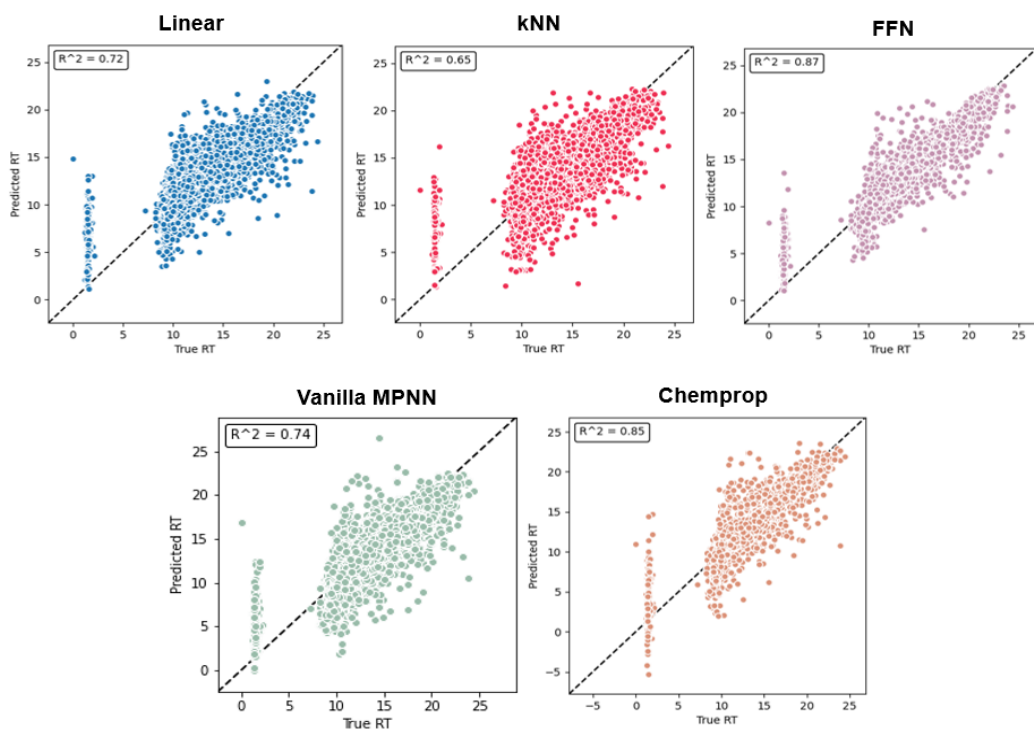 Linear
R^2 = 0.72
25
20
15
10
5
0
Predicted RT
0 5 10 15 20 25
True RT
kNN
R^2 = 0.65
25
20
15
10
5
0
Predicted RT
0 5 10 15 20 25
True RT
FFN
R^2 = 0.87
25
20
15
10
5
0
Predicted RT
0 5 10 15 20 25
True RT
Vanilla MPNN
R^2 = 0.74
25
20
15
10
5
0
Predicted RT
0 5 10 15 20 25
True RT
Chemprop
R^2 = 0.85
25
20
15
10
5
0
−5
Predicted RT
−5 0 5 10 15 20 25
True RT